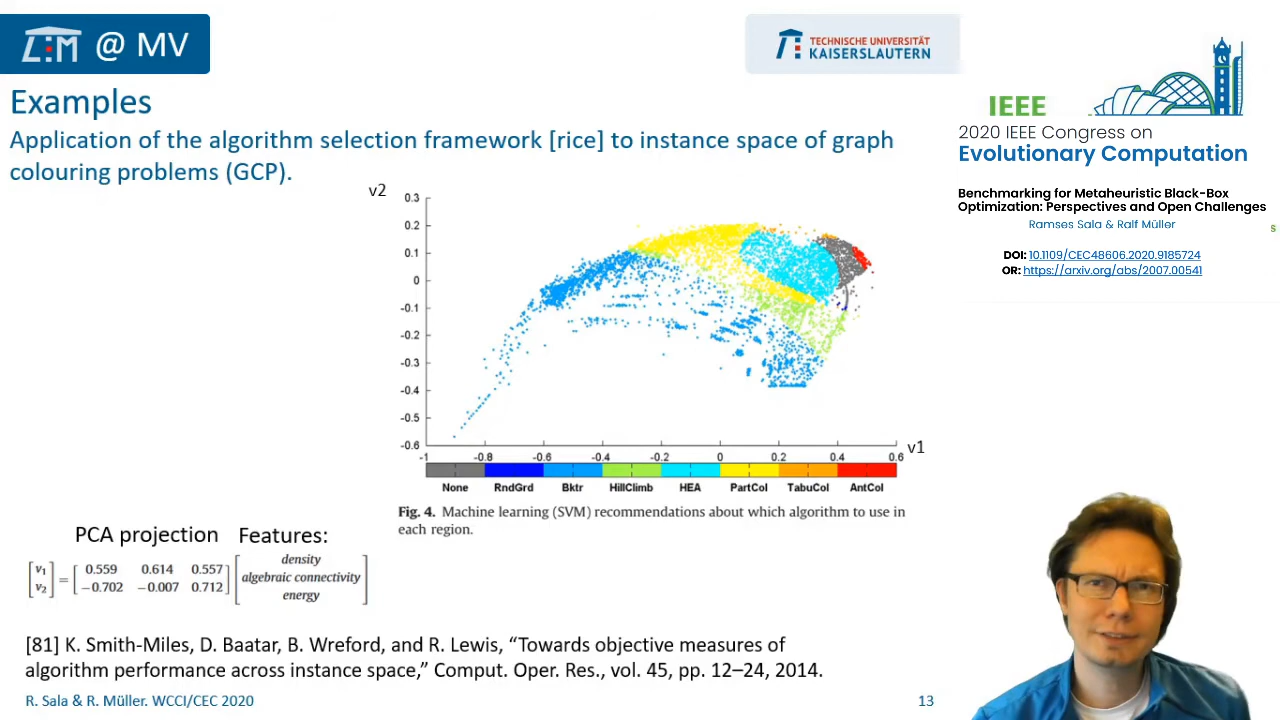 LEM @ MV
TECHNISCHE UNIVERSITÄT
KAISERSLAUTERN
IEEE
2020 IEEE Congress on
Evolutionary Computation
Benchmarking for Metaheuristic Black-Box
Optimization: Perspectives and Open Challenges
Ramses Sala & Ralf Müller
s
DOI: 10.1109/CEC48606.2020.9185724
OR: https://arxiv.org/abs/2007.00541
Examples
Application of the algorithm selection framework [rice] to instance space of graph
colouring problems (GCP).
v2
0.3
0.2
0.1
0
-0.1
-0.2
-0.3
-0.4
-0.5
-0.6
-1 -0.8 -0.6 -0.4 -0.2 0 0.2 0.4 0.6
v1
None RndGrd Bktr HillClimb HEA PartCol TabuCol AntCol
Fig. 4. Machine learning (SVM) recommendations about which algorithm to use in
each region.
PCA projection Features:
[v₁ v₂] = [0.559 0.614 0.557
−0.702 −0.007 0.712]
density
algebraic connectivity
energy
[81] K. Smith-Miles, D. Baatar, B. Wreford, and R. Lewis, “Towards objective measures of
algorithm performance across instance space,” Comput. Oper. Res., vol. 45, pp. 12–24, 2014.
R. Sala & R. Müller. WCCI/CEC 2020
13